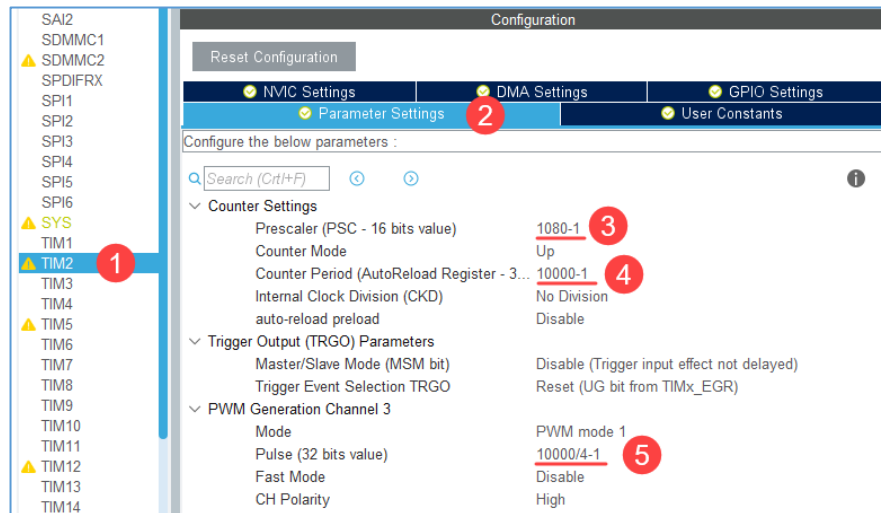 SAI2
SDMMC1
SDMMC2
SPDIFRX
SPI1
SPI2
SPI3
SPI4
SPI5
SPI6
SYS
TIM1
TIM2 1
TIM3
TIM4
TIM5
TIM6
TIM7
TIM8
TIM9
TIM10
TIM11
TIM12
TIM13
TIM14
Configuration
Reset Configuration
NVIC Settings DMA Settings GPIO Settings
Parameter Settings 2 User Constants
Configure the below parameters :
Search (Crtl+F)
Counter Settings
Prescaler (PSC - 16 bits value) 1080-1 3
Counter Mode Up
Counter Period (AutoReload Register - 3... 10000-1 4
Internal Clock Division (CKD) No Division
auto-reload preload Disable
Trigger Output (TRGO) Parameters
Master/Slave Mode (MSM bit) Disable (Trigger input effect not delayed)
Trigger Event Selection TRGO Reset (UG bit from TIMx_EGR)
PWM Generation Channel 3
Mode PWM mode 1
Pulse (32 bits value) 10000/4-1 5
Fast Mode Disable
CH Polarity High